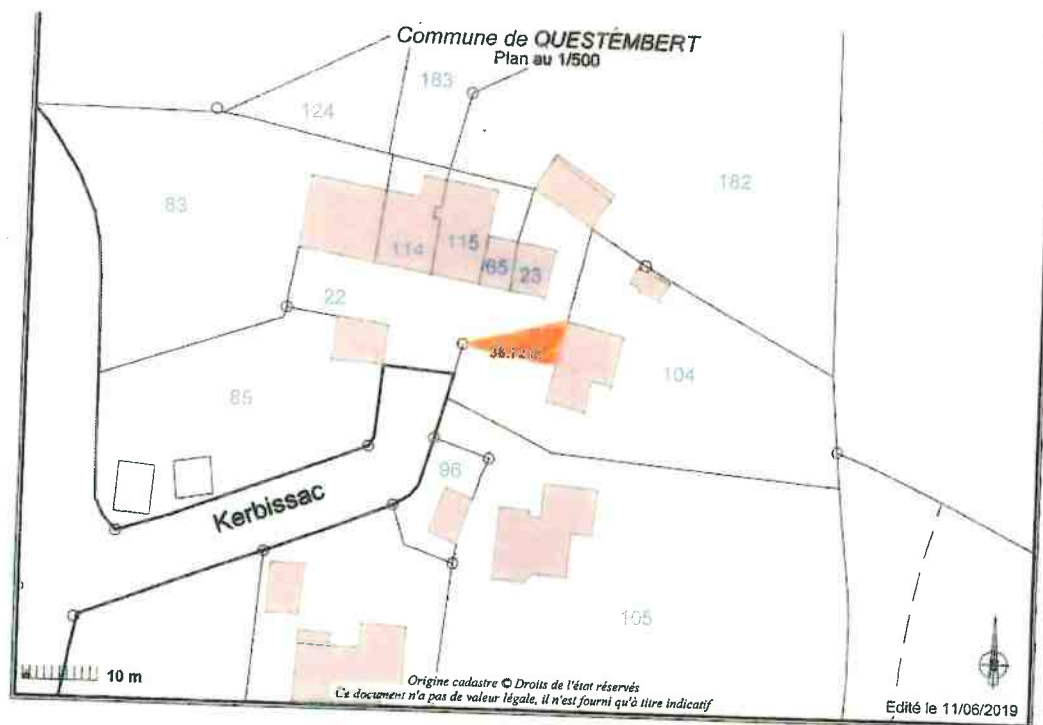 Commune de QUESTEMBERT
Plan au 1/500
183
124
182
83
114
115
65
23
22
104
85
96
Kerbissac
105
10 m
Origine cadastre © Droits de l'état réservés
Ce document n'a pas de valeur légale, il n'est fourni qu'à titre indicatif
Edité le 11/06/2019